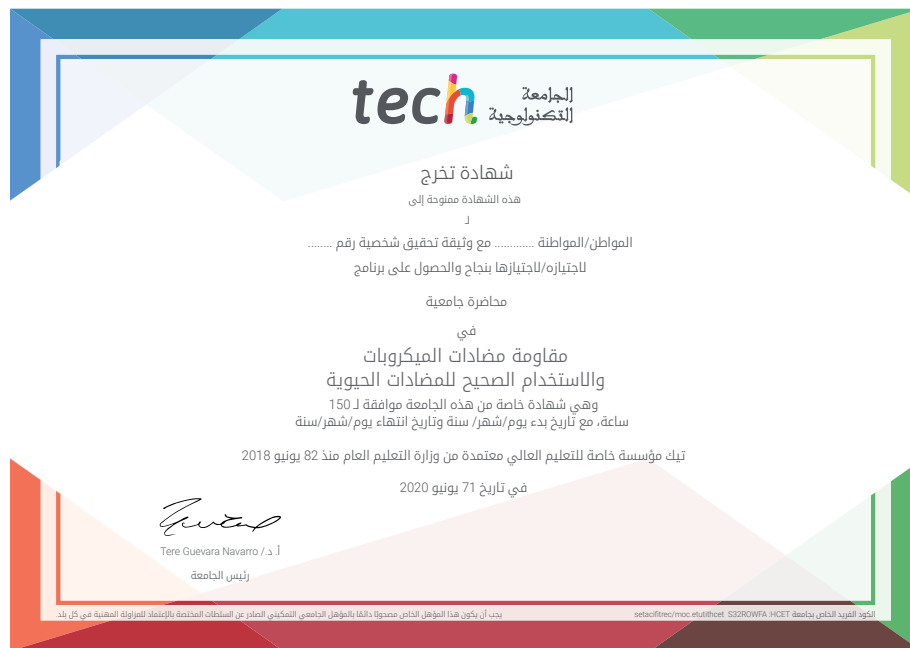 tech
الجامعة
التكنولوجية
شهادة تخرج
هذه الشهادة ممنوحة إلى
لـ
المواطن/المواطنة ............ مع وثيقة تحقيق شخصية رقم ........
لاجتيازه/لاجتيازها بنجاح والحصول على برنامج
محاضرة جامعية
في
مقاومة مضادات الميكروبات
والاستخدام الصحيح للمضادات الحيوية
وهي شهادة خاصة من هذه الجامعة موافقة لـ 150
ساعة، مع تاريخ بدء يوم/شهر/ سنة وتاريخ انتهاء يوم/شهر/سنة
تيك مؤسسة خاصة للتعليم العالي معتمدة من وزارة التعليم العام منذ 82 يونيو 2018
في تاريخ 71 يونيو 2020
أ. د./ Tere Guevara Navarro
رئيس الجامعة
الكود الفريد الخاص بجامعة setacifitrec/moc.etutithcet S32ROWFA :HCET
يجب أن يكون هذا المؤهل الخاص مصحوبًا دائمًا بالمؤهل الجامعي التمكيني الصادر عن السلطات المختصة بالإعتماد للمزاولة المهنية في كل بلد.